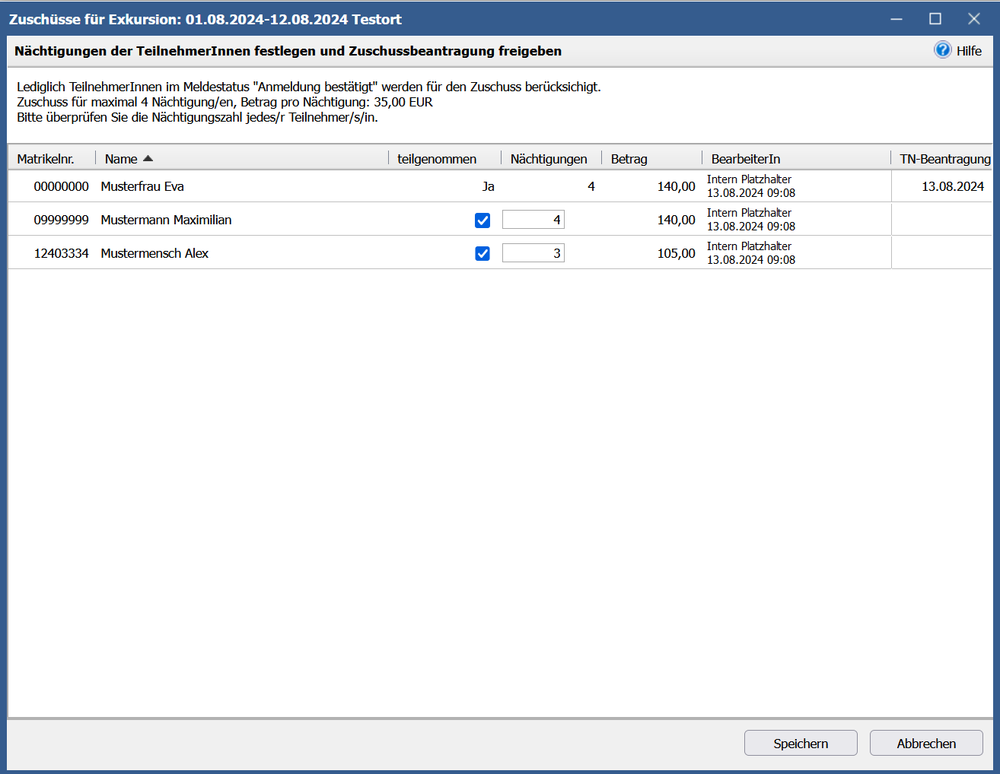 Zuschüsse für Exkursion: 01.08.2024-12.08.2024 Testort
Nächtigungen der TeilnehmerInnen festlegen und Zuschussbeantragung freigeben
? Hilfe
Lediglich TeilnehmerInnen im Meldestatus "Anmeldung bestätigt" werden für den Zuschuss berücksichigt.
Zuschuss für maximal 4 Nächtigung/en, Betrag pro Nächtigung: 35,00 EUR
Bitte überprüfen Sie die Nächtigungszahl jedes/r Teilnehmer/s/in.
Matrikelnr. Name teilgenommen Nächtigungen Betrag BearbeiterIn TN-Beantragung
00000000 Musterfrau Eva Ja 4 140,00 Intern Platzhalter 13.08.2024
13.08.2024 09:08
09999999 Mustermann Maximilian 4 140,00 Intern Platzhalter
13.08.2024 09:08
12403334 Mustermensch Alex 3 105,00 Intern Platzhalter
13.08.2024 09:08
Speichern Abbrechen